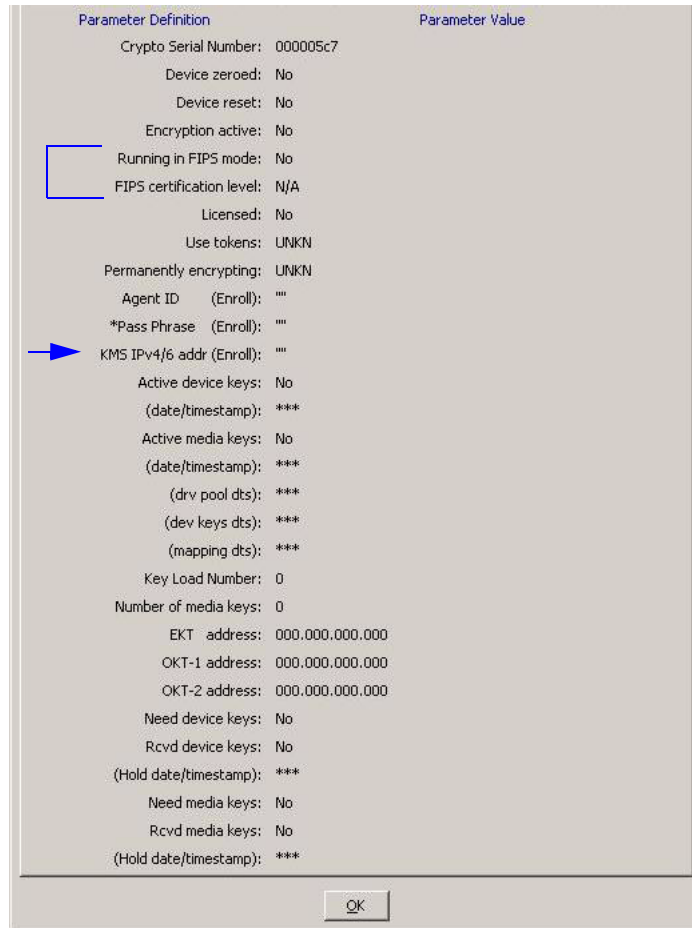 Parameter Definition Parameter Value
Crypto Serial Number: 000005c7
Device zeroed: No
Device reset: No
Encryption active: No
Running in FIPS mode: No
FIPS certification level: N/A
Licensed: No
Use tokens: UNKN
Permanently encrypting: UNKN
Agent ID (Enroll): ""
*Pass Phrase (Enroll): ""
KMS IPv4/6 addr (Enroll): ""
Active device keys: No
(date/timestamp): ***
Active media keys: No
(date/timestamp): ***
(drv pool dts): ***
(dev keys dts): ***
(mapping dts): ***
Key Load Number: 0
Number of media keys: 0
EKT address: 000.000.000.000
OKT-1 address: 000.000.000.000
OKT-2 address: 000.000.000.000
Need device keys: No
Rcvd device keys: No
(Hold date/timestamp): ***
Need media keys: No
Rcvd media keys: No
(Hold date/timestamp): ***
OK